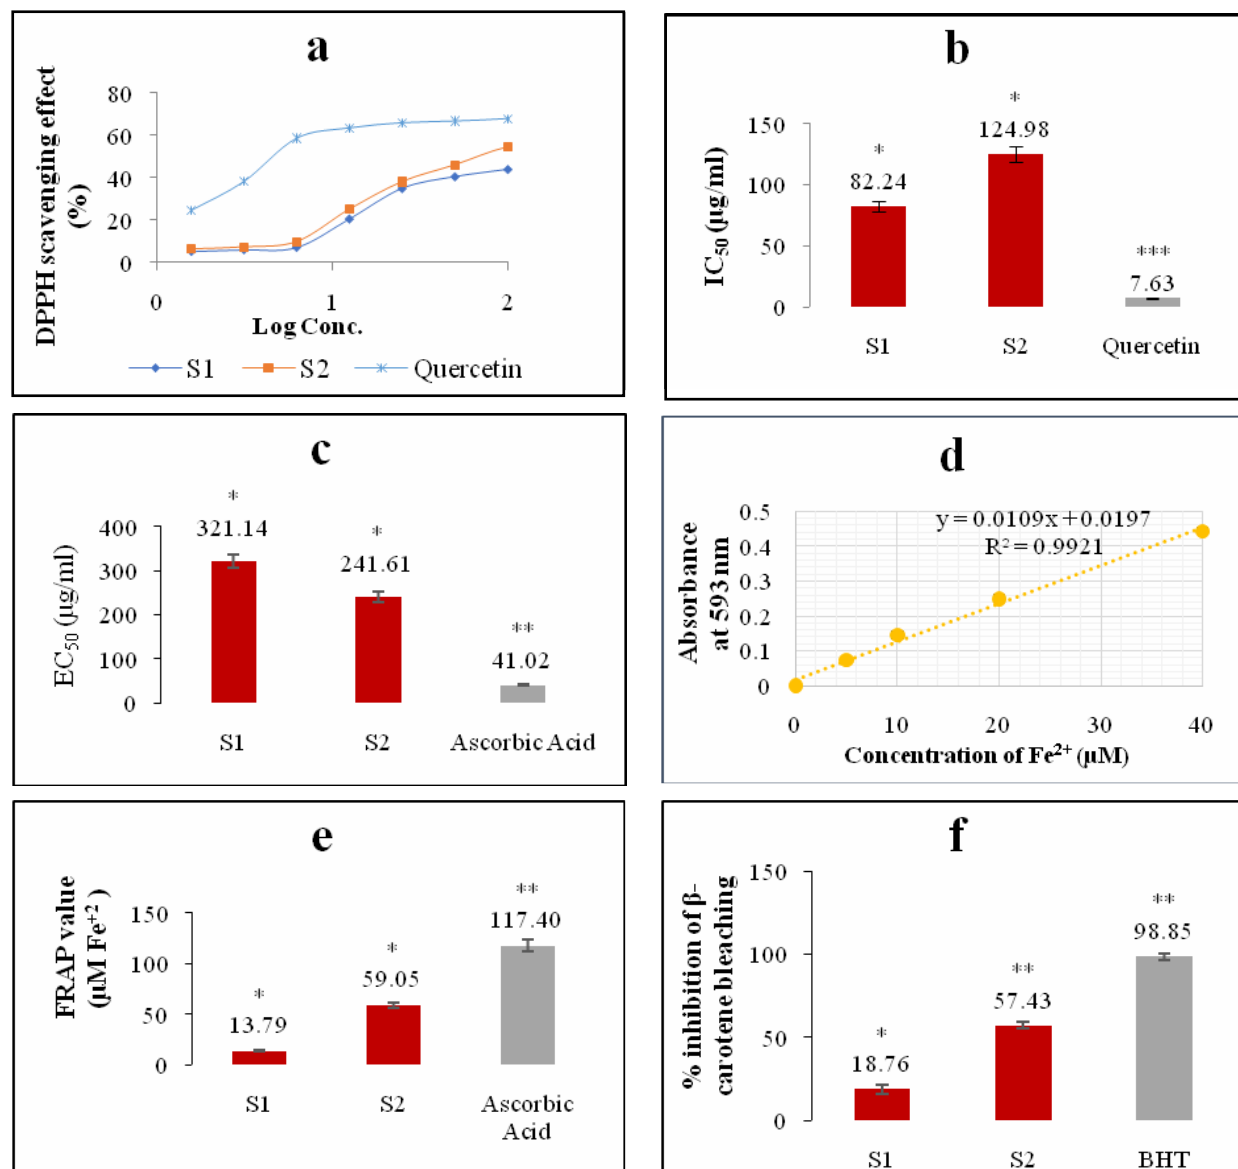 a
DPPH scavenging effect
(%)
80
60
40
20
0
0
1
2
Log Conc.
S1
S2
Quercetin
b
IC50 (µg/ml)
150
100
50
0
*
82.24
*
124.98
***
7.63
S1
S2
Quercetin
c
EC50 (µg/ml)
400
300
200
100
0
*
321.14
*
241.61
**
41.02
S1
S2
Ascorbic Acid
d
Absorbance
at 593 nm
0.5
0.4
0.3
0.2
0.1
0
y = 0.0109x + 0.0197
R² = 0.9921
0
10
20
30
40
Concentration of Fe²⁺ (µM)
e
FRAP value
(µM Fe⁺²)
150
100
50
0
*
13.79
*
59.05
**
117.40
S1
S2
Ascorbic
Acid
f
% inhibition of β-
carotene bleaching
150
100
50
0
*
18.76
**
57.43
**
98.85
S1
S2
BHT